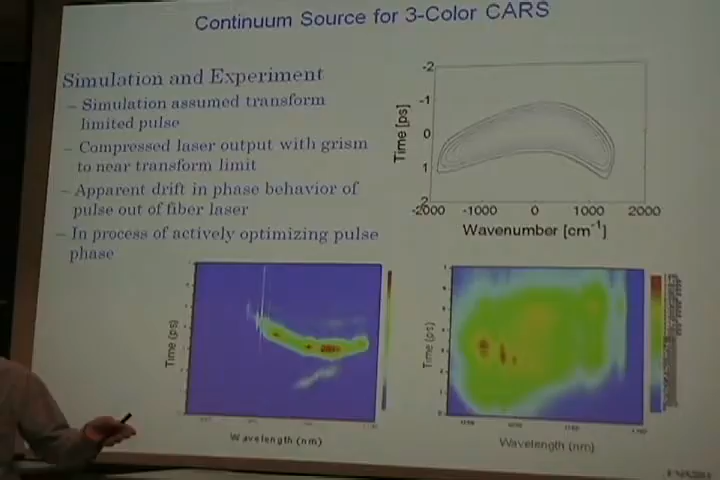 Continuum Source for 3-Color CARS
Simulation and Experiment
– Simulation assumed transform
limited pulse
– Compressed laser output with grism
to near transform limit
– Apparent drift in phase behavior of
pulse out of fiber laser
– In process of actively optimizing pulse
phase
-2
-1
0
1
2
Time [ps]
-2000 -1000 0 1000 2000
Wavenumber [cm-1]
Time (ps)
Wavelength (nm)
Time (ps)
Wavelength (nm)